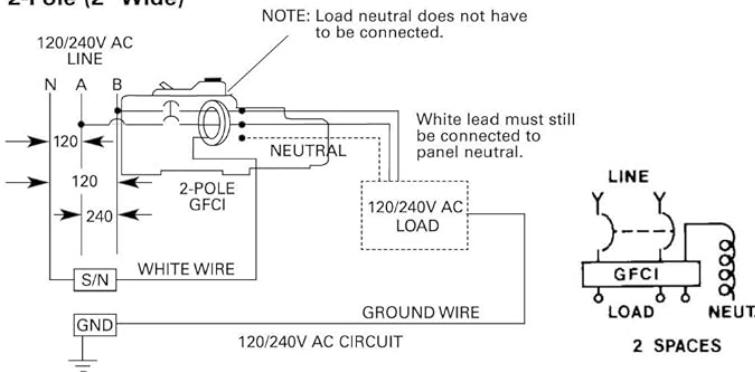 2-Pole (2" Wide)
NOTE: Load neutral does not have
to be connected.
120/240V AC
LINE
N A B
White lead must still
be connected to
panel neutral.
120
NEUTRAL
120
2-POLE
GFCI
240
120/240V AC
LOAD
S/N
WHITE WIRE
GND
GROUND WIRE
120/240V AC CIRCUIT
LINE
GFCI
LOAD
NEUT.
2 SPACES